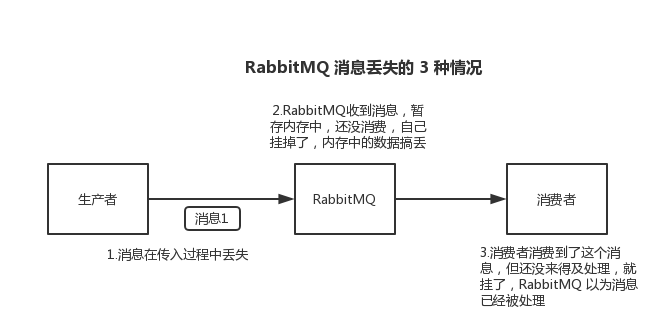 RabbitMQ 消息丢失的 3 种情况
2.RabbitMQ收到消息，暂
存内存中，还没消费，自己
挂掉了，内存中的数据搞丢
生产者
消息1
RabbitMQ
消费者
1.消息在传入过程中丢失
3.消费者消费到了这个消
息，但还没来得及处理，就
挂了，RabbitMQ 以为消息
已经被处理